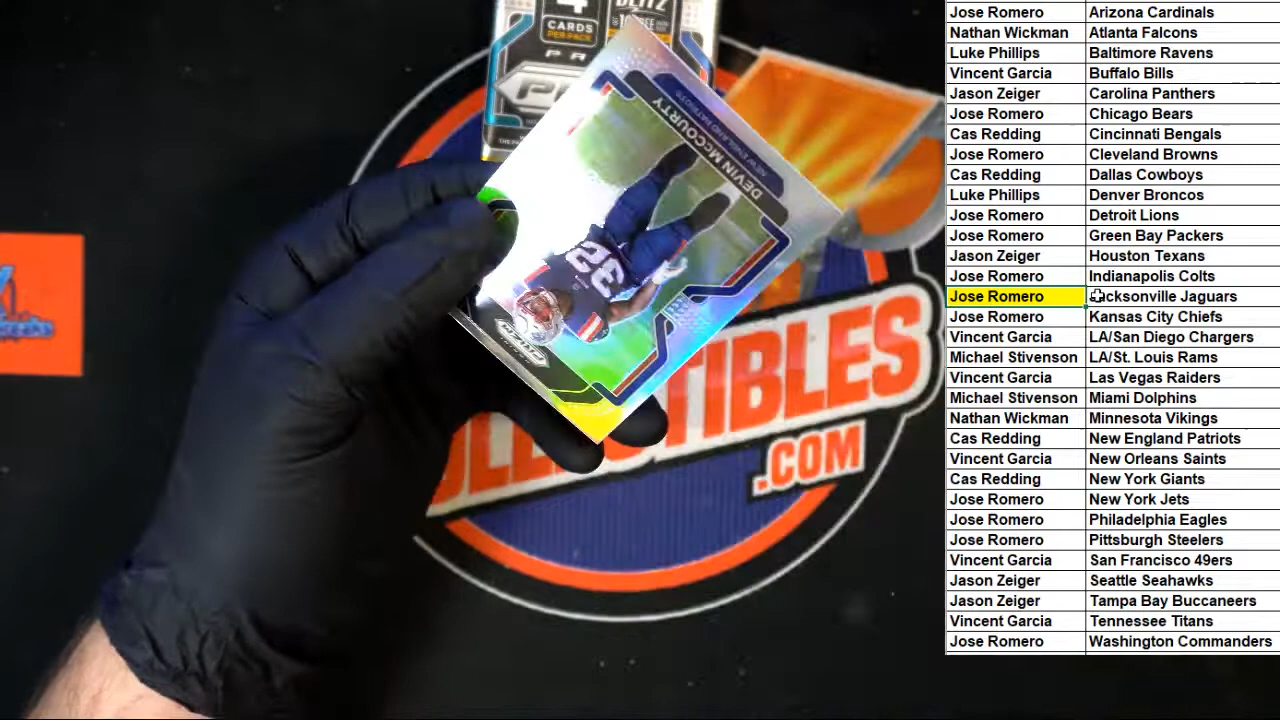 4
CARDS
PER PACK
BLITZ
DEVIN MCCOURTY
NEW ENGLAND PATRIOTS
32
PRIZM
.COM
Jose Romero Arizona Cardinals
Nathan Wickman Atlanta Falcons
Luke Phillips Baltimore Ravens
Vincent Garcia Buffalo Bills
Jason Zeiger Carolina Panthers
Jose Romero Chicago Bears
Cas Redding Cincinnati Bengals
Jose Romero Cleveland Browns
Cas Redding Dallas Cowboys
Luke Phillips Denver Broncos
Jose Romero Detroit Lions
Jose Romero Green Bay Packers
Jason Zeiger Houston Texans
Jose Romero Indianapolis Colts
Jose Romero Jacksonville Jaguars
Jose Romero Kansas City Chiefs
Vincent Garcia LA/San Diego Chargers
Michael Stivenson LA/St. Louis Rams
Vincent Garcia Las Vegas Raiders
Michael Stivenson Miami Dolphins
Nathan Wickman Minnesota Vikings
Cas Redding New England Patriots
Vincent Garcia New Orleans Saints
Cas Redding New York Giants
Jose Romero New York Jets
Jose Romero Philadelphia Eagles
Jose Romero Pittsburgh Steelers
Vincent Garcia San Francisco 49ers
Jason Zeiger Seattle Seahawks
Jason Zeiger Tampa Bay Buccaneers
Vincent Garcia Tennessee Titans
Jose Romero Washington Commanders